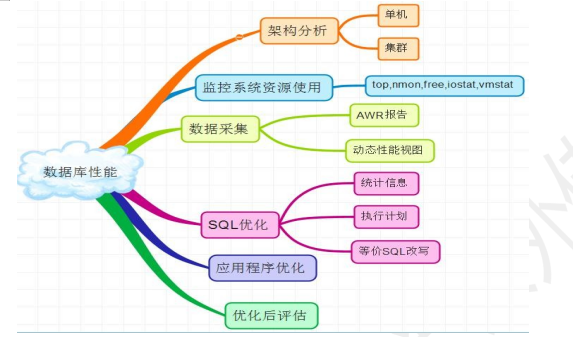 数据库性能
架构分析
单机
集群
监控系统资源使用
top,nmon,free,iostat,vmstat
数据采集
AWR报告
动态性能视图
SQL优化
统计信息
执行计划
等价SQL改写
应用程序优化
优化后评估